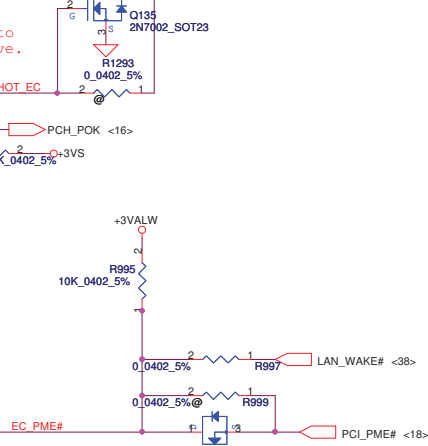 2
G
Q135
2N7002_SOT23
to
S
3
ve.
R1293
0_0402_5%
HOT_EC
2
1
@
PCH_POK <16>
2
+3VS
K_0402_5%
+3VALW
2
R995
10K_0402_5%
1
2
1
0_0402_5%
R997
LAN_WAKE# <38>
2
1
0_0402_5%@
R999
EC_PME#
1
D
S
3
PCI_PME# <18>